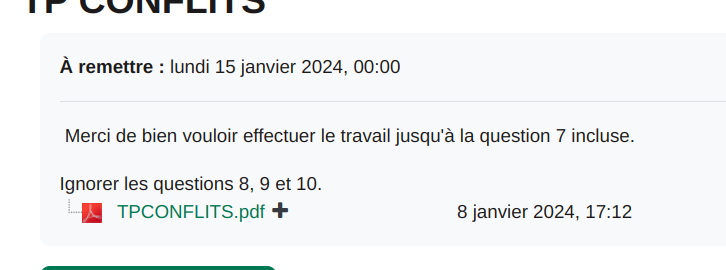 TP CONFLITS
À remettre : lundi 15 janvier 2024, 00:00
Merci de bien vouloir effectuer le travail jusqu'à la question 7 incluse.
Ignorer les questions 8, 9 et 10.
TPCONFLITS.pdf 8 janvier 2024, 17:12